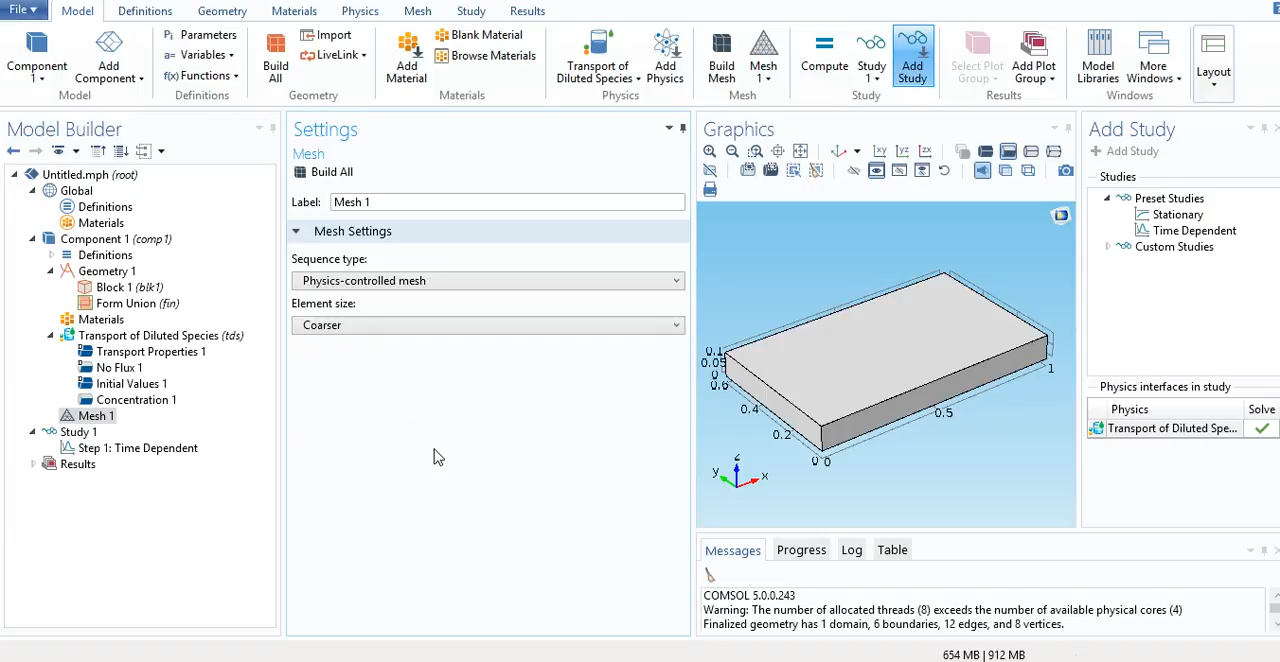 File
Model
Definitions
Geometry
Materials
Physics
Mesh
Study
Results
Component 1
Add Component
Model
Pi Parameters
a= Variables
f(x) Functions
Definitions
Build All
Import
LiveLink
Geometry
Add Material
Blank Material
Browse Materials
Materials
Transport of Diluted Species
Add Physics
Physics
Build Mesh
Mesh 1
Mesh
Compute
Study 1
Add Study
Study
Select Plot Group
Add Plot Group
Results
Model Libraries
More Windows
Windows
Layout
Model Builder
Untitled.mph (root)
Global
Definitions
Materials
Component 1 (comp1)
Definitions
Geometry 1
Block 1 (blk1)
Form Union (fin)
Materials
Transport of Diluted Species (tds)
Transport Properties 1
No Flux 1
Initial Values 1
Concentration 1
Mesh 1
Study 1
Step 1: Time Dependent
Results
Settings
Mesh
Build All
Label: Mesh 1
Mesh Settings
Sequence type:
Physics-controlled mesh
Element size:
Coarser
Graphics
xy yz zx
0.1
0.05
0
0.6
0.4
0.2
0 0
0.5
1
z
y
x
Messages
Progress
Log
Table
COMSOL 5.0.0.243
Warning: The number of allocated threads (8) exceeds the number of available physical cores (4)
Finalized geometry has 1 domain, 6 boundaries, 12 edges, and 8 vertices.
Add Study
+ Add Study
Studies
Preset Studies
Stationary
Time Dependent
Custom Studies
Physics interfaces in study
Physics Solve
Transport of Diluted Spe...
654 MB | 912 MB